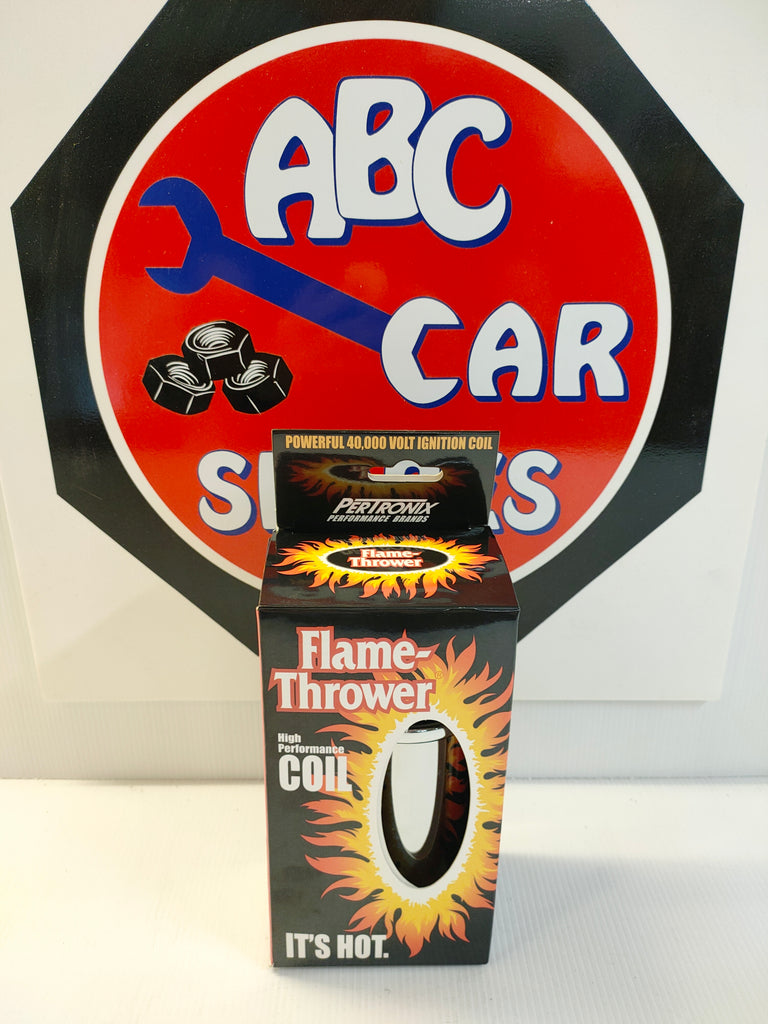 ABC
CAR
POWERFUL 40,000 VOLT IGNITION COIL
PERTRONIX
PERFORMANCE BRANDS
Flame-
Thrower
Flame-
Thrower®
High
Performance
COIL
IT'S HOT.